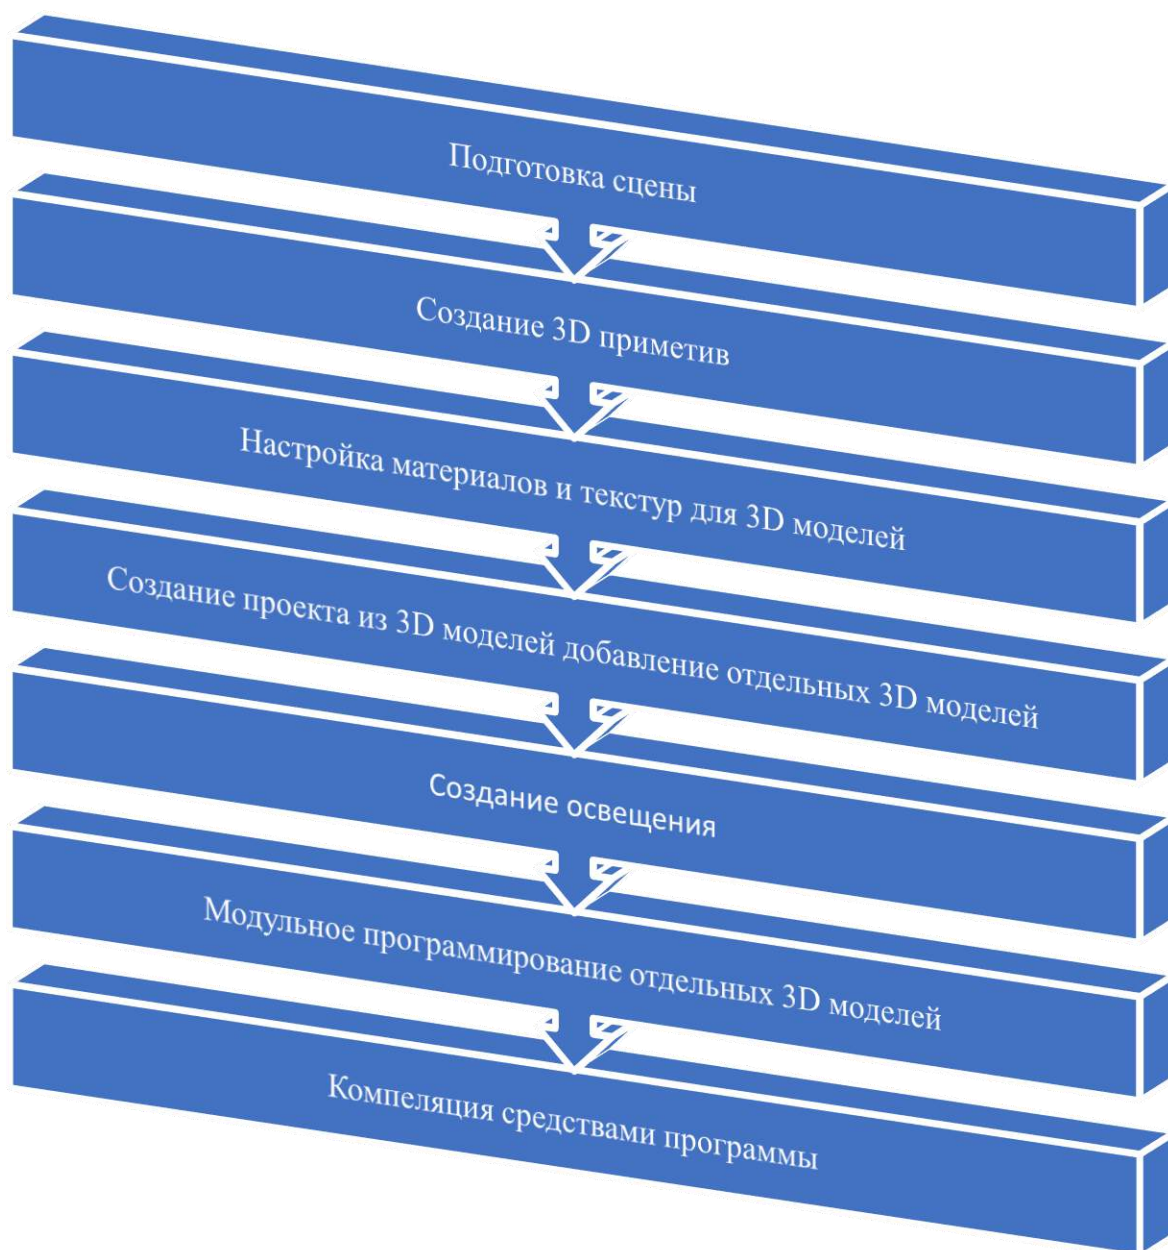 Подготовка сцены
Создание 3D приметив
Настройка материалов и текстур для 3D моделей
Создание проекта из 3D моделей добавление отдельных 3D моделей
Создание освещения
Модульное программирование отдельных 3D моделей
Компеляция средствами программы